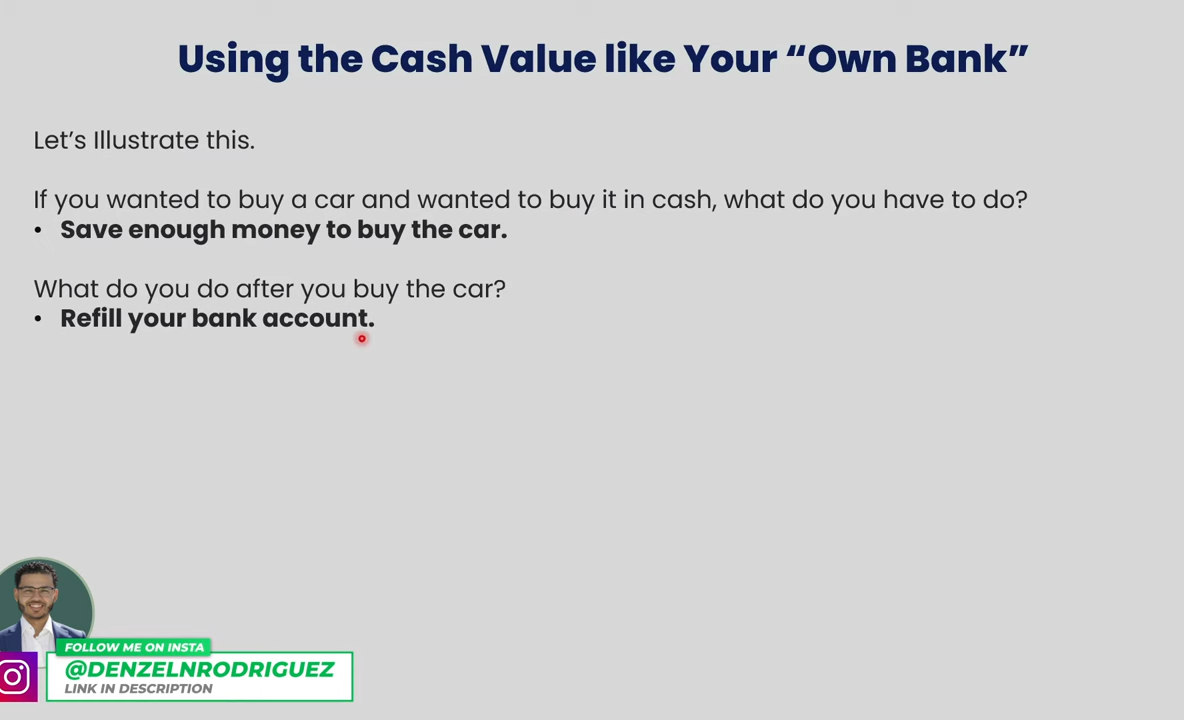 Using the Cash Value like Your “Own Bank”
Let’s Illustrate this.
If you wanted to buy a car and wanted to buy it in cash, what do you have to do?
• Save enough money to buy the car.
What do you do after you buy the car?
• Refill your bank account.
FOLLOW ME ON INSTA
@DENZELNRODRIGUEZ
LINK IN DESCRIPTION